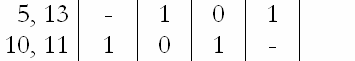 5, 13 | - | 1 | 0 | 1 |
10, 11 | 1 | 0 | 1 | - |